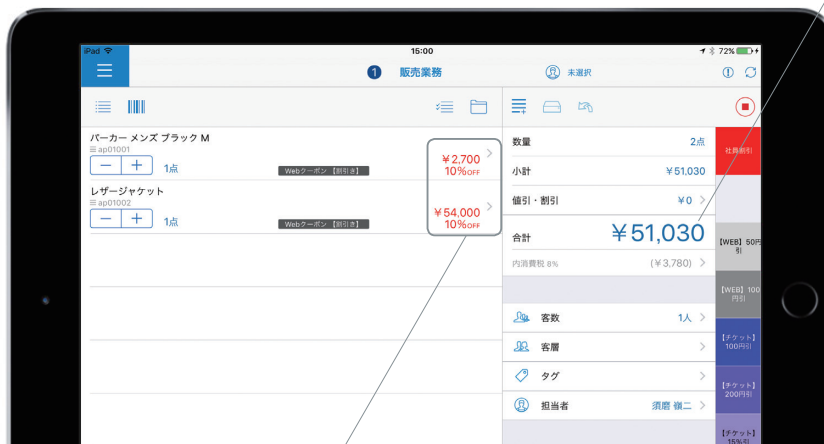 iPad 15:00 72%
1 販売業務 未選択
パーカー メンズ ブラック M
ap01001
1点 Webクーポン【割引き】 ¥2,700
10%OFF
レザージャケット
ap01002
1点 Webクーポン【割引き】 ¥54,000
10%OFF
数量 2点
小計 ¥51,030
値引・割引 ¥0
合計 ¥51,030
内消費税 8% (¥3,780)
客数 1人
客層
タグ
担当者 須磨 嶺二
社員割引
【WEB】50円
引
【WEB】100
円引
【チケット】
100円引
【チケット】
200円引
【チケット】
15%引